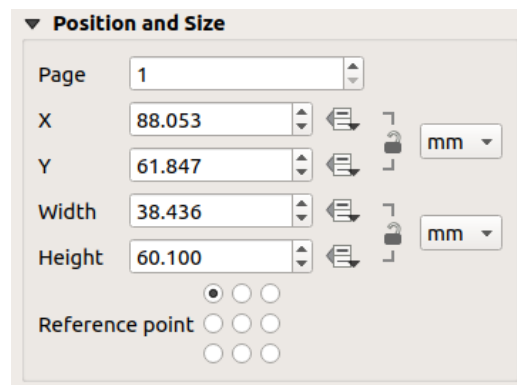 Position and Size
Page 1
X 88.053
mm
Y 61.847
Width 38.436
mm
Height 60.100
Reference point